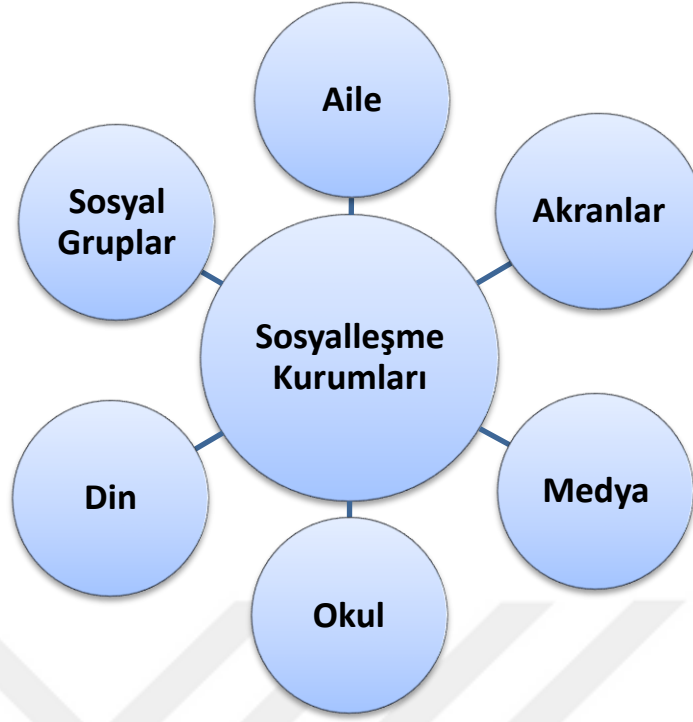 Aile
Akranlar
Medya
Okul
Din
Sosyal
Gruplar
Sosyalleşme
Kurumları